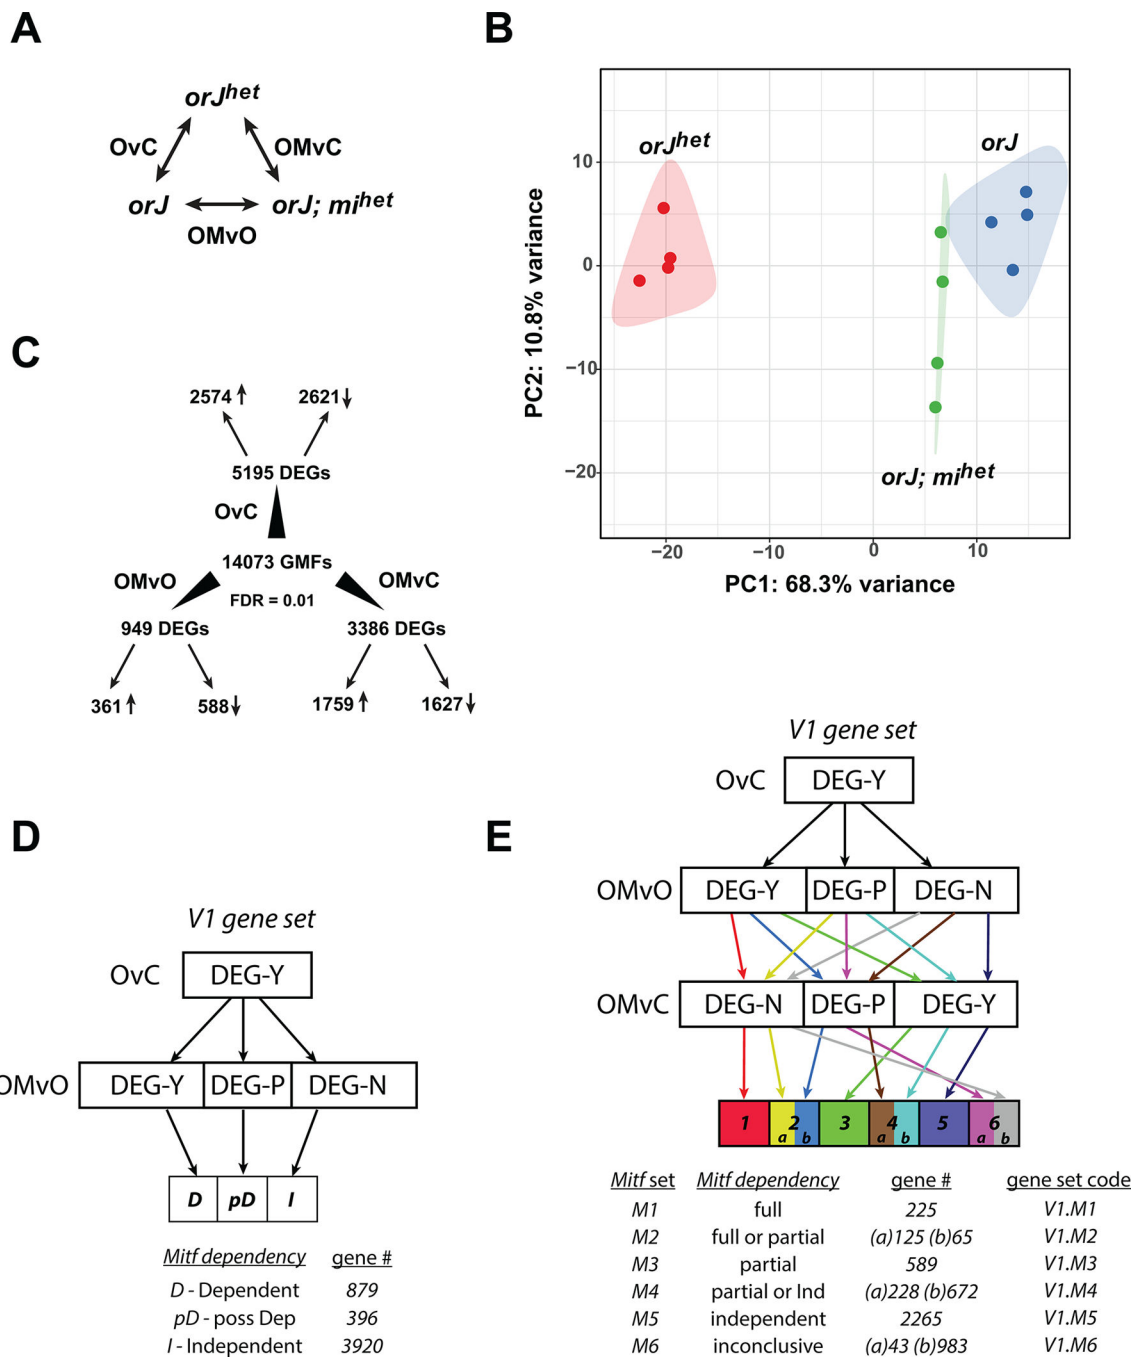 A
orJhet
OvC
OMvC
orJ
orJ; mihet
OMvO
B
orJhet
orJ
orJ; mihet
10
0
−10
−20
−20
−10
0
10
PC2: 10.8% variance
PC1: 68.3% variance
C
2574
2621
5195 DEGs
OvC
14073 GMFs
OMvO
OMvC
FDR = 0.01
949 DEGs
3386 DEGs
361
588
1759
1627
D
V1 gene set
OvC
DEG-Y
OMvO
DEG-Y
DEG-P
DEG-N
D
pD
I
Mitf dependency gene #
D - Dependent 879
pD - poss Dep 396
I - Independent 3920
E
V1 gene set
OvC
DEG-Y
OMvO
DEG-Y
DEG-P
DEG-N
OMvC
DEG-N
DEG-P
DEG-Y
1
2
a
b
3
4
a
b
5
6
a
b
Mitf set Mitf dependency gene # gene set code
M1 full 225 V1.M1
M2 full or partial (a)125 (b)65 V1.M2
M3 partial 589 V1.M3
M4 partial or Ind (a)228 (b)672 V1.M4
M5 independent 2265 V1.M5
M6 inconclusive (a)43 (b)983 V1.M6